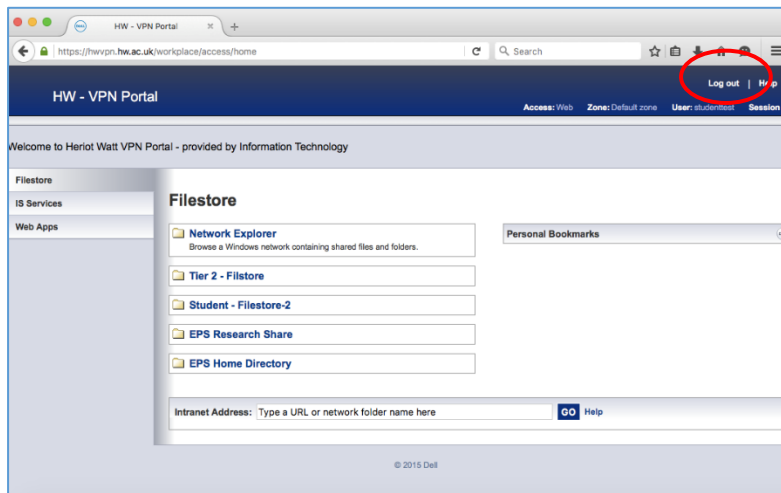 HW - VPN Portal
https://hwvpn.hw.ac.uk/workplace/access/home
Search
Log out | Help
HW - VPN Portal
Access: Web Zone: Default zone User: studenttest Session
Welcome to Heriot Watt VPN Portal - provided by Information Technology
Filestore
IS Services
Web Apps
Filestore
Network Explorer
Browse a Windows network containing shared files and folders.
Personal Bookmarks
Tier 2 - Filstore
Student - Filestore-2
EPS Research Share
EPS Home Directory
Intranet Address: Type a URL or network folder name here GO Help
© 2015 Dell